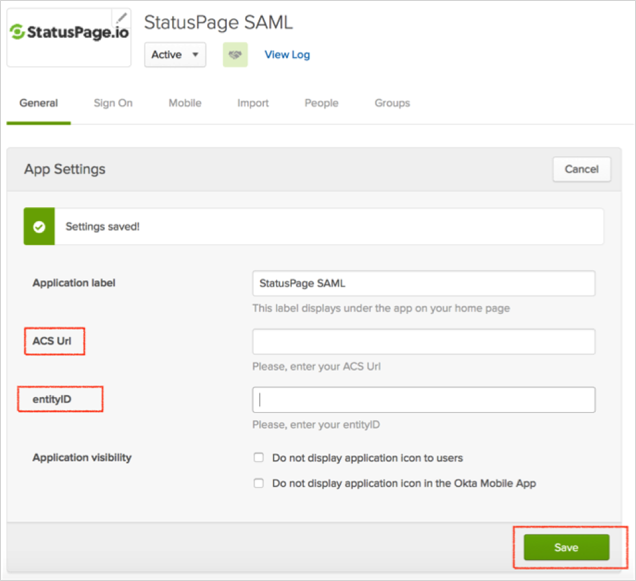 StatusPage.io
StatusPage SAML
Active
View Log
General Sign On Mobile Import People Groups
App Settings
Cancel
Settings saved!
Application label
StatusPage SAML
This label displays under the app on your home page
ACS Url
Please, enter your ACS Url
entityID
Please, enter your entityID
Application visibility
Do not display application icon to users
Do not display application icon in the Okta Mobile App
Save